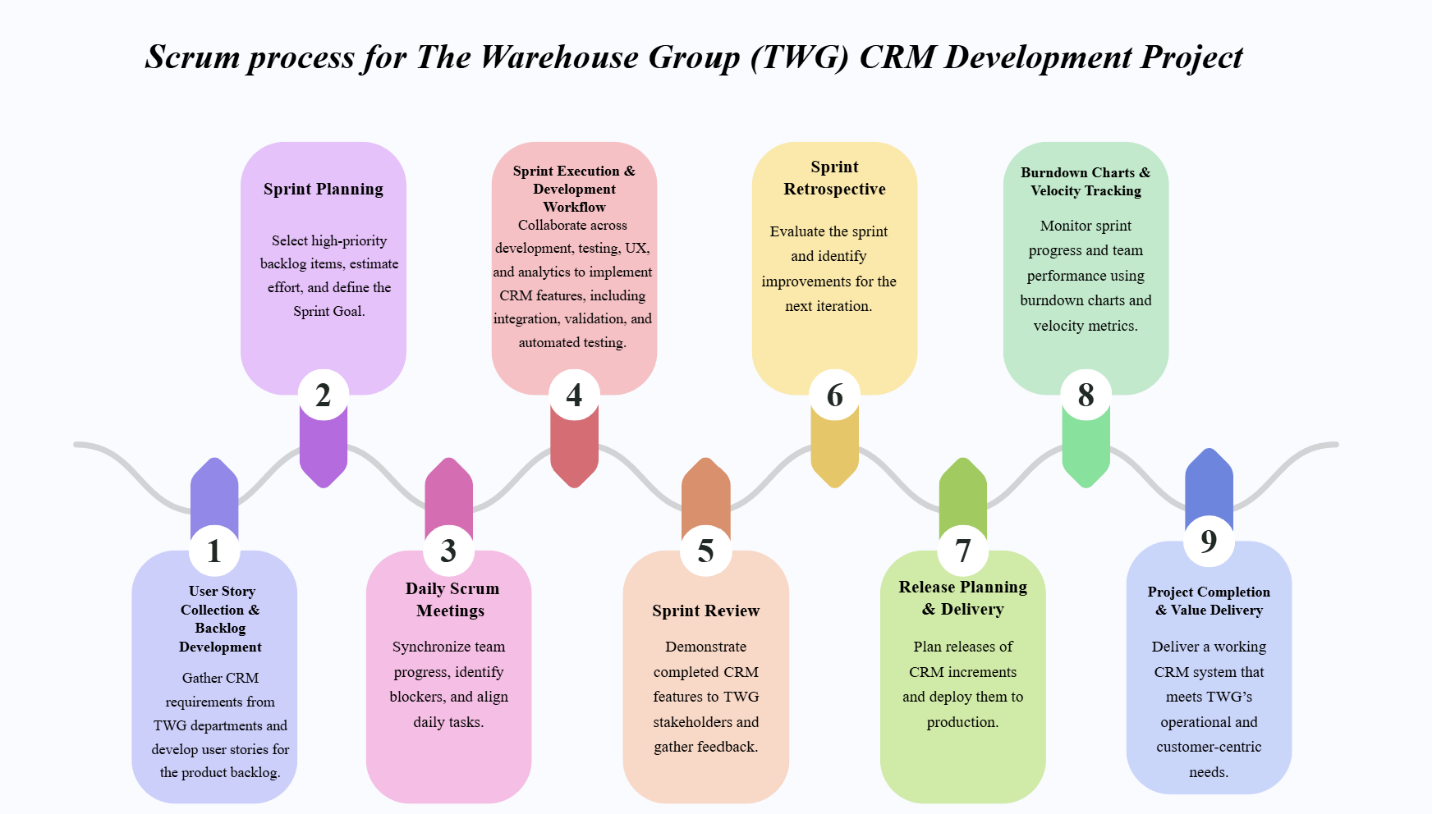 Scrum process for The Warehouse Group (TWG) CRM Development Project
1
User Story
Collection &
Backlog
Development
Gather CRM
requirements from
TWG departments and
develop user stories for
the product backlog.
2
Sprint Planning
Select high-priority
backlog items, estimate
effort, and define the
Sprint Goal.
3
Daily Scrum
Meetings
Synchronize team
progress, identify
blockers, and align
daily tasks.
4
Sprint Execution &
Development
Workflow
Collaborate across
development, testing, UX,
and analytics to implement
CRM features, including
integration, validation, and
automated testing.
5
Sprint Review
Demonstrate
completed CRM
features to TWG
stakeholders and
gather feedback.
6
Sprint
Retrospective
Evaluate the sprint
and identify
improvements for the
next iteration.
7
Release Planning
& Delivery
Plan releases of
CRM increments
and deploy them to
production.
8
Burndown Charts &
Velocity Tracking
Monitor sprint
progress and team
performance using
burndown charts and
velocity metrics.
9
Project Completion
& Value Delivery
Deliver a working
CRM system that
meets TWG’s
operational and
customer-centric
needs.